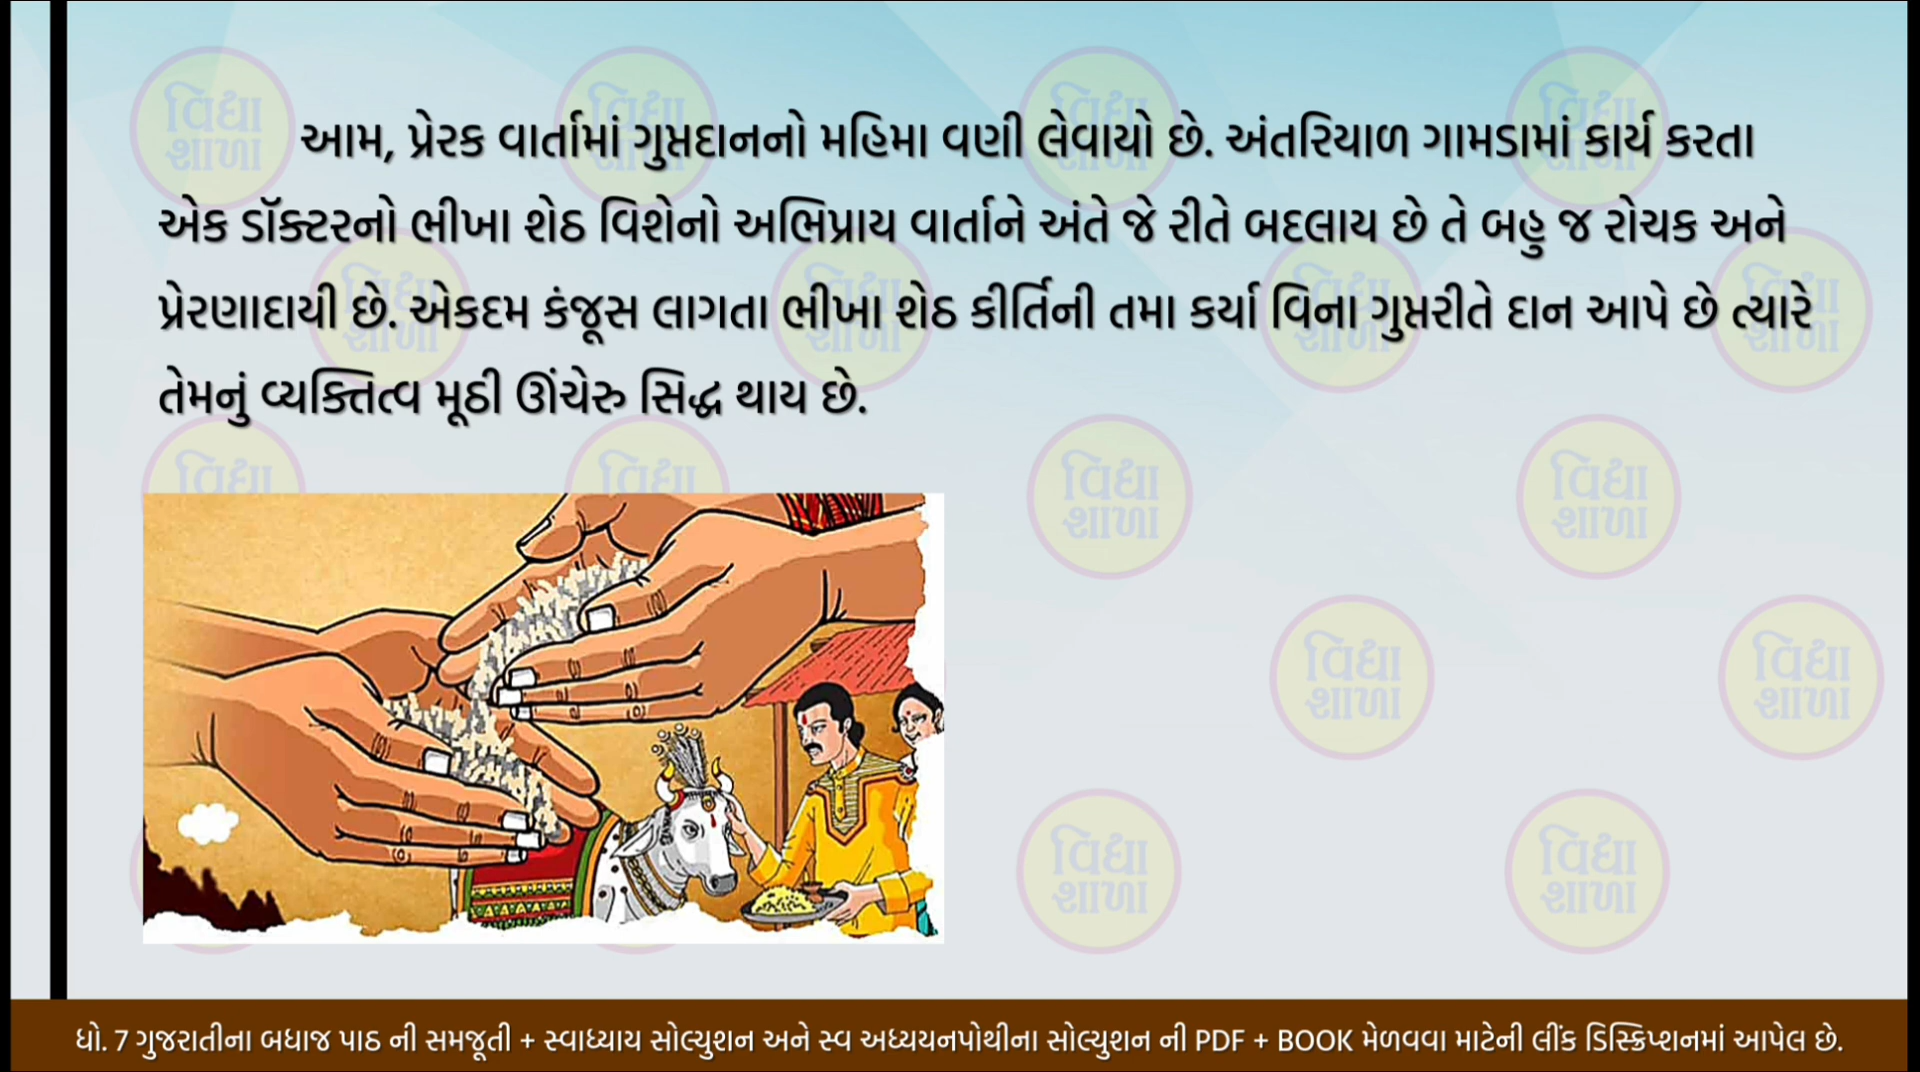 આમ, પ્રેરક વાર્તામાં ગુપ્તદાનનો મહિમા વણી લેવાયો છે. અંતરિયાળ ગામડામાં કાર્ય કરતા
એક ડૉક્ટરનો ભીખા શેઠ વિશેનો અભિપ્રાય વાર્તાને અંતે જે રીતે બદલાય છે તે બહુ જ રોચક અને
પ્રેરણાદાયી છે. એકદમ કંજૂસ લાગતા ભીખા શેઠ કીર્તિની તમા કર્યા વિના ગુપ્તરીતે દાન આપે છે ત્યારે
તેમનું વ્યક્તિત્વ મૂઠી ઊંચેરુ સિદ્ધ થાય છે.
વિદ્યા
શાળા
ધો. 7 ગુજરાતીના બધાજ પાઠ ની સમજૂતી + સ્વાધ્યાય સોલ્યુશન અને સ્વ અધ્યયનપોથીના સોલ્યુશન ની PDF + BOOK મેળવવા માટેની લીંક ડિસ્ક્રિપ્શનમાં આપેલ છે.